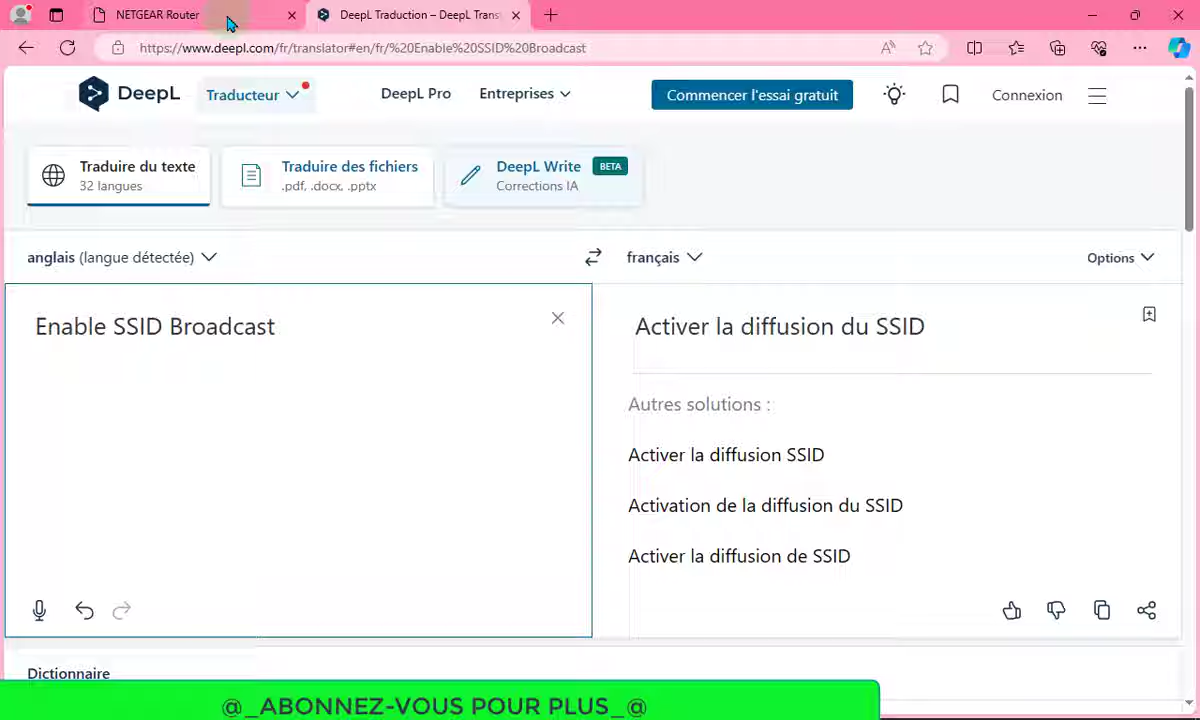 NETGEAR Router
DeepL Traduction – DeepL Trans
https://www.deepl.com/fr/translator#en/fr/%20Enable%20SSID%20Broadcast
DeepL
Traducteur
DeepL Pro
Entreprises
Commencer l'essai gratuit
Connexion
Traduire du texte
32 langues
Traduire des fichiers
.pdf, .docx, .pptx
DeepL Write BETA
Corrections IA
anglais (langue détectée)
français
Options
Enable SSID Broadcast
Activer la diffusion du SSID
Autres solutions :
Activer la diffusion SSID
Activation de la diffusion du SSID
Activer la diffusion de SSID
Dictionnaire
@_ABONNEZ-VOUS POUR PLUS_@